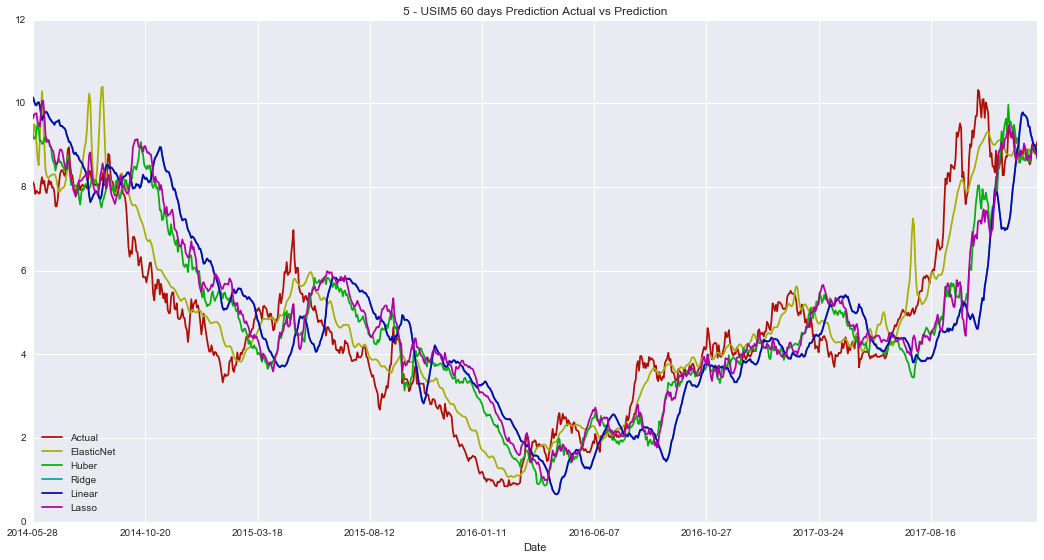 5 - USIM5 60 days Prediction Actual vs Prediction
12
10
8
6
4
2
0
Actual
ElasticNet
Huber
Ridge
Linear
Lasso
2014-05-28 2014-10-20 2015-03-18 2015-08-12 2016-01-11 2016-06-07 2016-10-27 2017-03-24 2017-08-16
Date